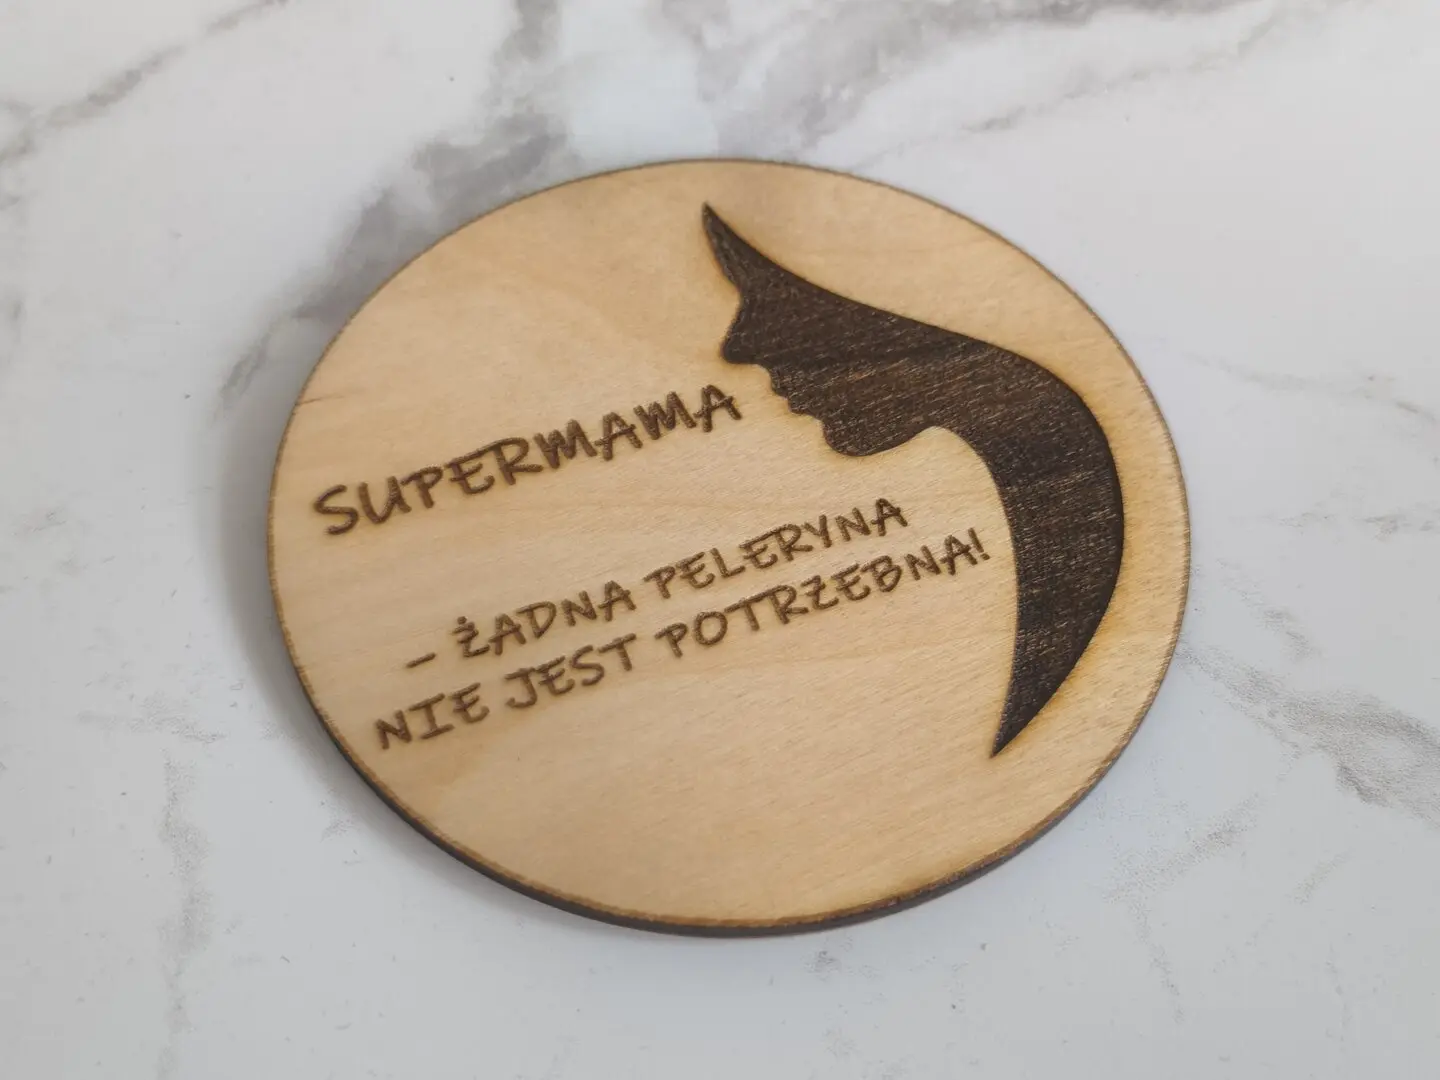 SUPERMAMA
- ŻADNA PELERYNA
NIE JEST POTRZEBNA!